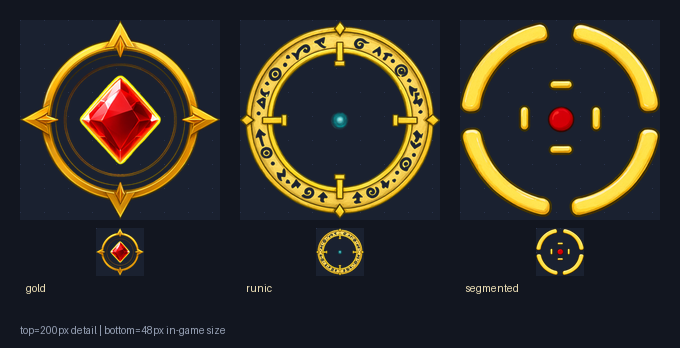 gold
runic
segmented
top=200px detail | bottom=48px in-game size